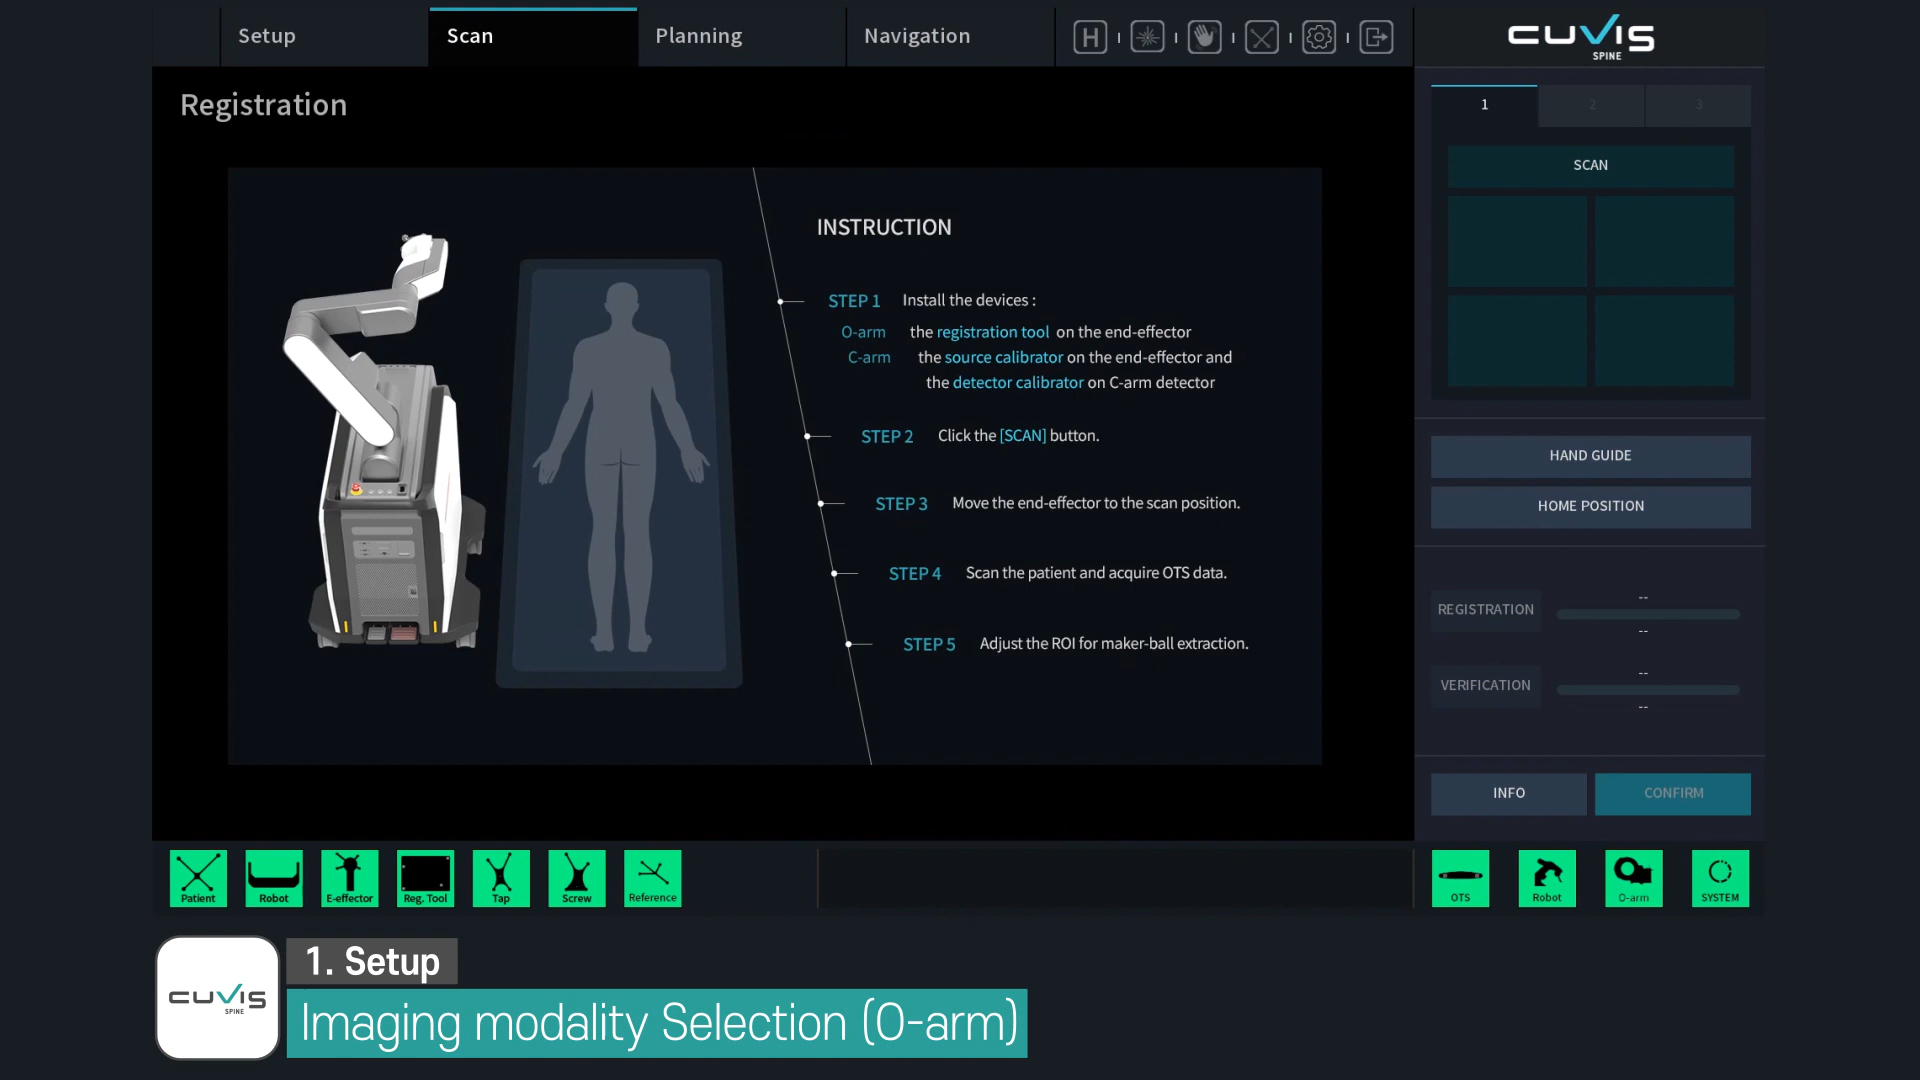 Setup
Scan
Planning
Navigation
H
CUVIS
SPINE
Registration
1
2
3
SCAN
INSTRUCTION
STEP 1 Install the devices :
O-arm the registration tool on the end-effector
C-arm the source calibrator on the end-effector and
the detector calibrator on C-arm detector
STEP 2 Click the [SCAN] button.
STEP 3 Move the end-effector to the scan position.
STEP 4 Scan the patient and acquire OTS data.
STEP 5 Adjust the ROI for maker-ball extraction.
HAND GUIDE
HOME POSITION
REGISTRATION
--
--
VERIFICATION
--
--
INFO
CONFIRM
Patient
Robot
E-effector
Reg. Tool
Tap
Screw
Reference
OTS
Robot
O-arm
SYSTEM
CUVIS
SPINE
1. Setup
Imaging modality Selection (O-arm)